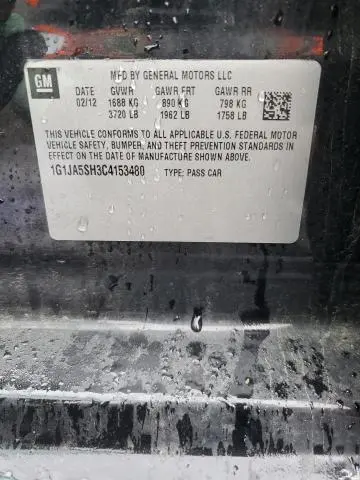 GM
MFD BY GENERAL MOTORS LLC
DATE GVWR GAWR FRT GAWR RR
02/12 1688 KG 890 KG 798 KG
3720 LB 1962 LB 1758 LB
THIS VEHICLE CONFORMS TO ALL APPLICABLE U.S. FEDERAL MOTOR
VEHICLE SAFETY, BUMPER, AND THEFT PREVENTION STANDARDS IN
EFFECT ON THE DATE OF MANUFACTURE SHOWN ABOVE.
1G1JA5SH3C4153480 TYPE: PASS CAR